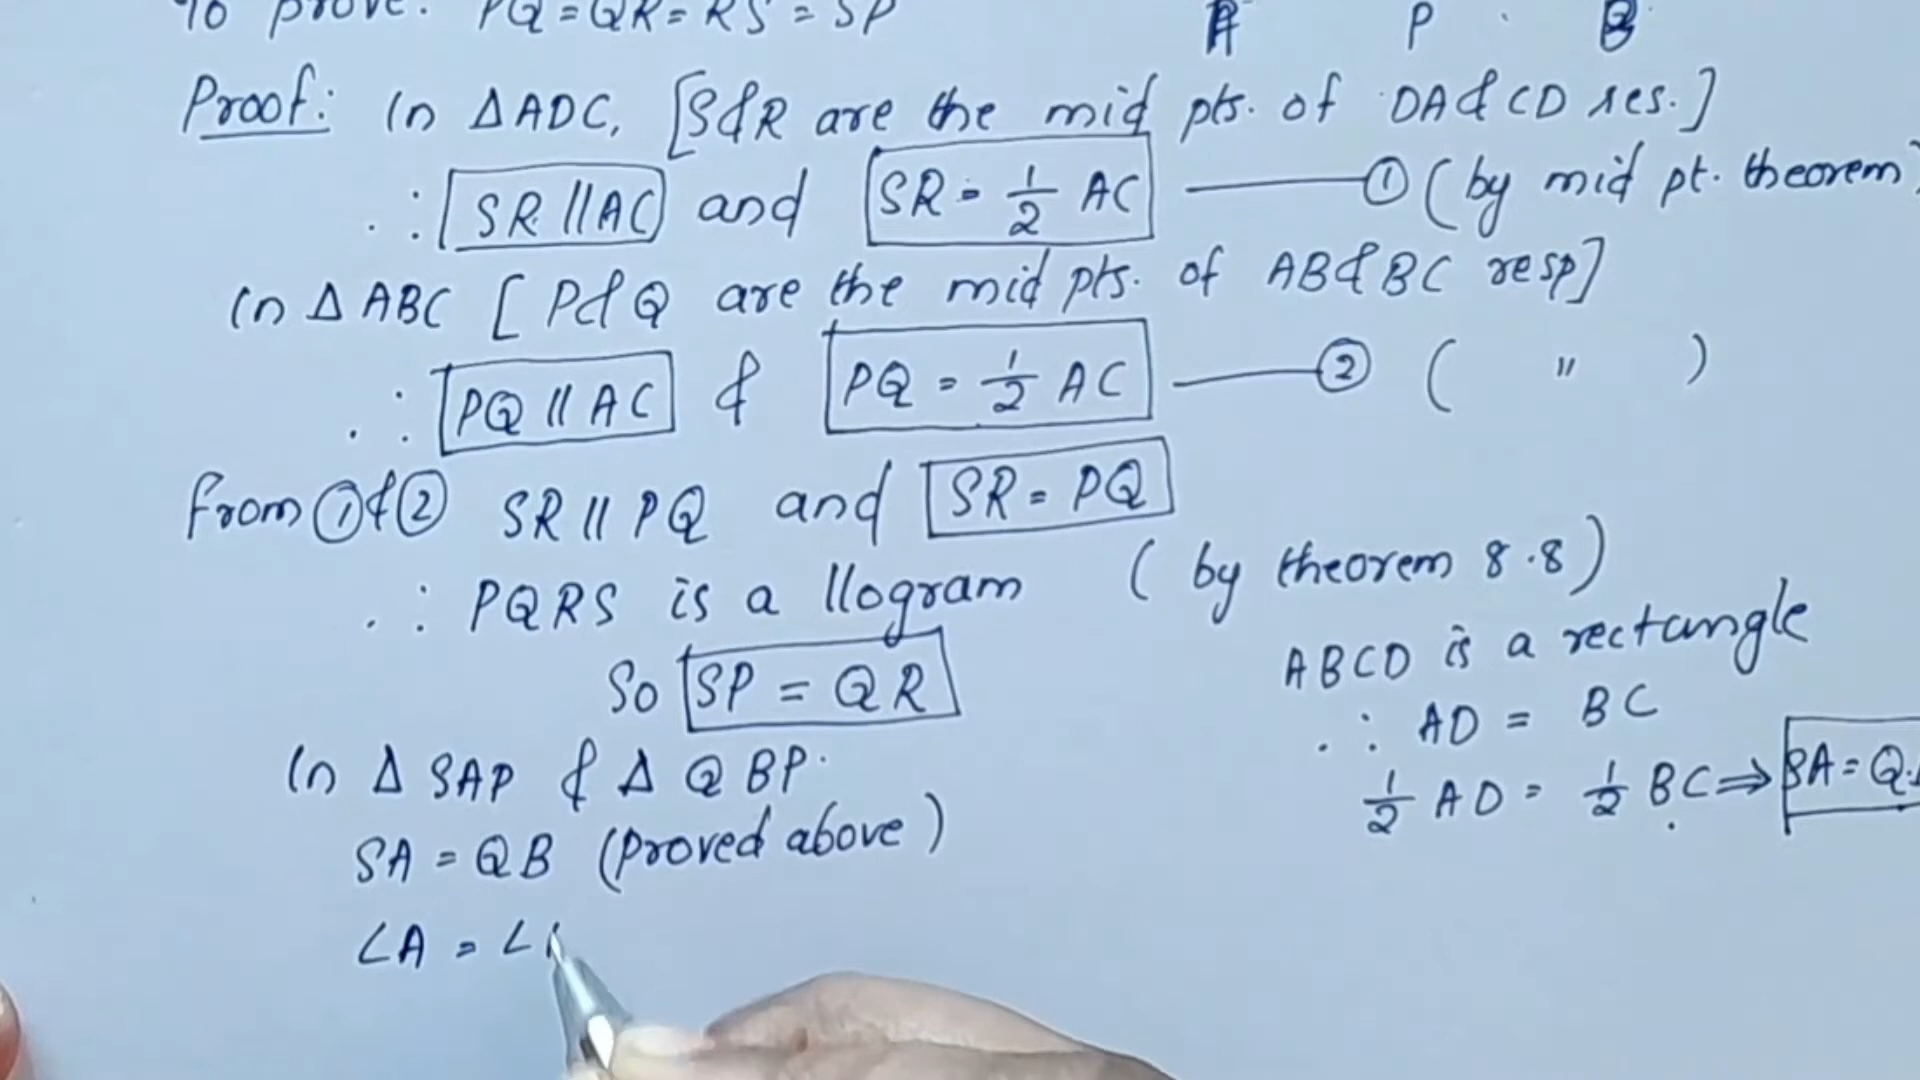 To prove: PQ = QR = RS = SP
A P B
Proof: In ΔADC, [S & R are the mid pts. of DA & CD res.]
∴ SR || AC and SR = 1/2 AC —— ① (by mid pt. theorem)
In ΔABC [P & Q are the mid pts. of AB & BC resp]
∴ PQ || AC & PQ = 1/2 AC —— ② ( " )
From ① & ② SR || PQ and SR = PQ
∴ PQRS is a llogram (by theorem 8.8)
So SP = QR
In Δ SAP & Δ QBP.
SA = QB (Proved above)
∠A = ∠
ABCD is a rectangle
∴ AD = BC
1/2 AD = 1/2 BC ⇒ SA = Q